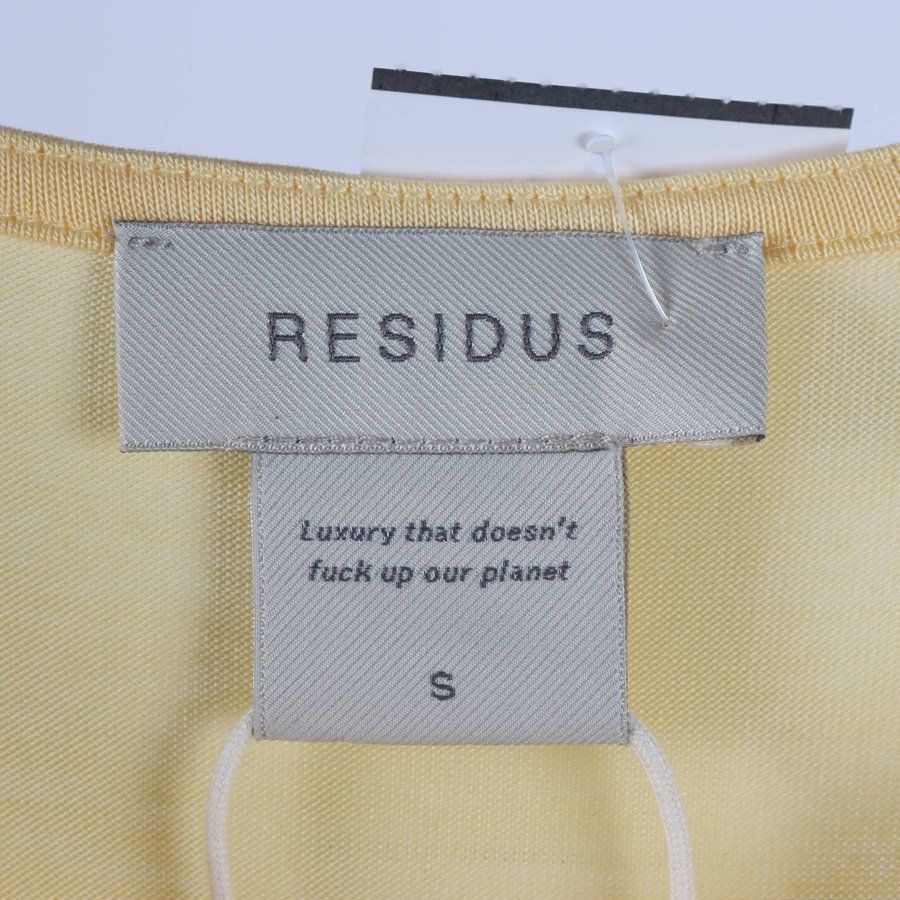 RESIDUS
Luxury that doesn't
fuck up our planet
S